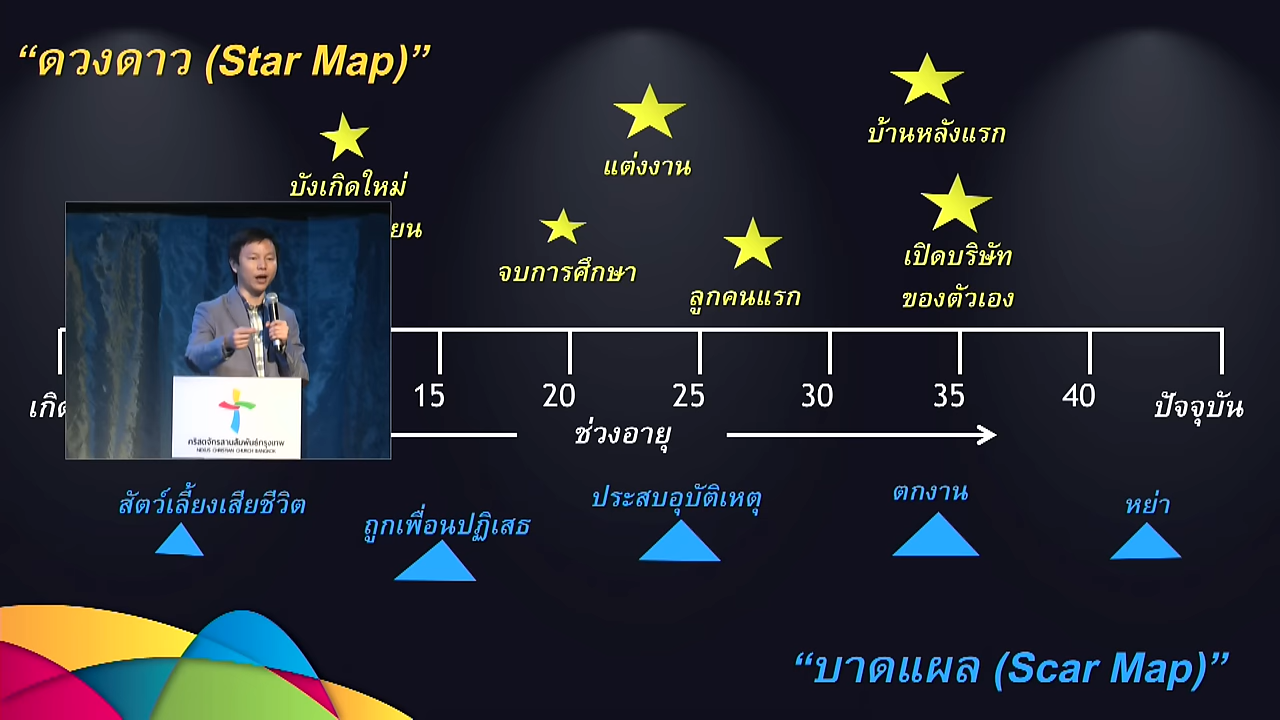 “ดวงดาว (Star Map)”
บ้านหลังแรก
แต่งงาน
บังเกิดใหม่
จบการศึกษา
ลูกคนแรก
เปิดบริษัท
ของตัวเอง
15 20 25 30 35 40 ปัจจุบัน
ช่วงอายุ
คริสตจักรสานสัมพันธ์กรุงเทพ
NEXUS CHRISTIAN CHURCH BANGKOK
สัตว์เลี้ยงเสียชีวิต
ถูกเพื่อนปฏิเสธ
ประสบอุบัติเหตุ
ตกงาน
หย่า
“บาดแผล (Scar Map)”